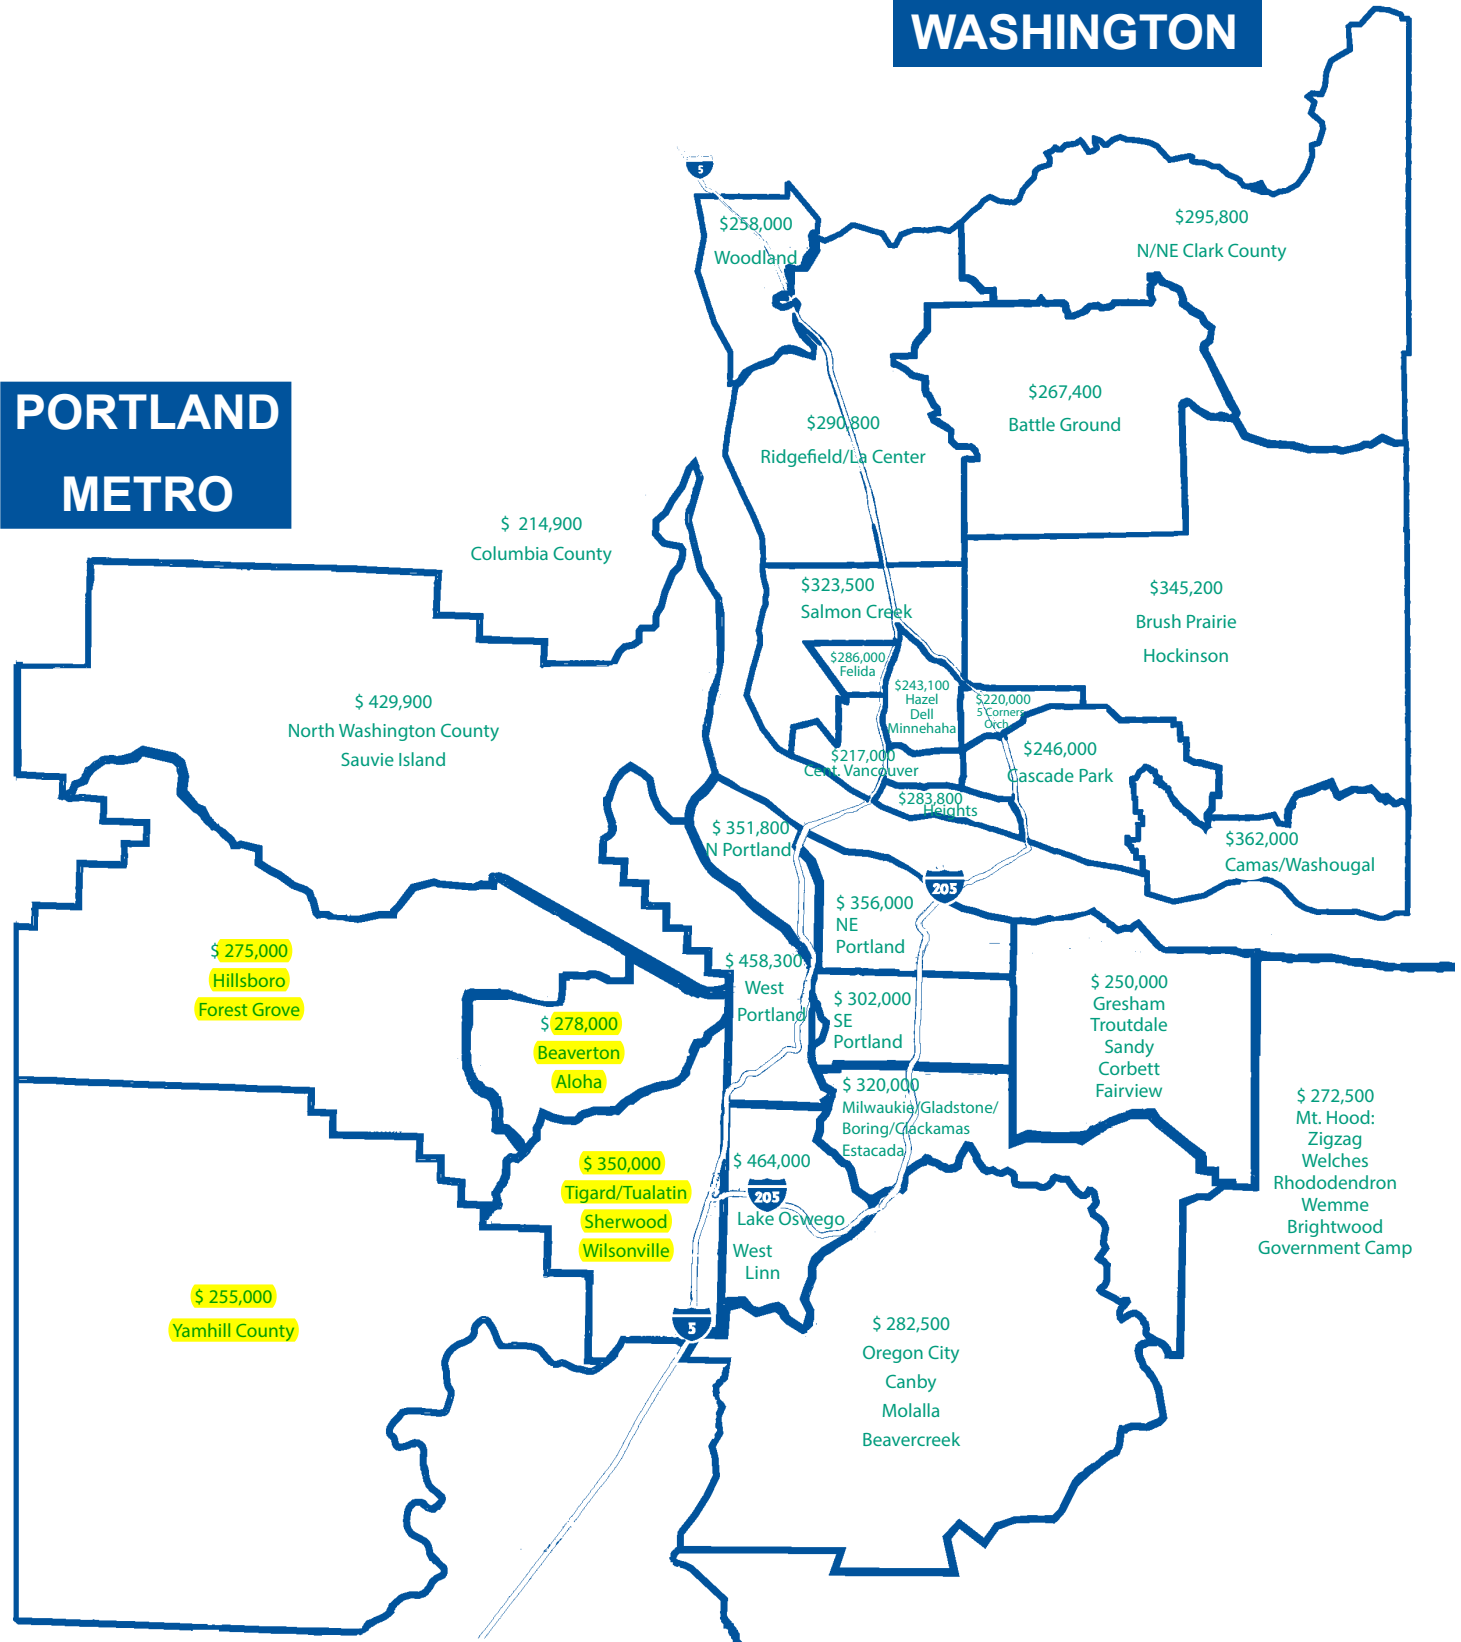 WASHINGTON
5
$258,000
Woodland
$295,800
N/NE Clark County
PORTLAND
METRO
$267,400
Battle Ground
$290,800
Ridgefield/La Center
$ 214,900
Columbia County
$323,500
Salmon Creek
$345,200
Brush Prairie
Hockinson
$286,000
Felida
$243,100
Hazel
Dell
Minnehaha
$220,000
5 Corners
Orch
$ 429,900
North Washington County
Sauvie Island
$217,000
Cent. Vancouver
$246,000
Cascade Park
$283,800
Heights
$ 351,800
N Portland
$362,000
Camas/Washougal
205
$ 356,000
NE
Portland
$ 275,000
Hillsboro
Forest Grove
$ 458,300
West
Portland
$ 302,000
SE
Portland
$ 250,000
Gresham
Troutdale
Sandy
Corbett
Fairview
$ 278,000
Beaverton
Aloha
$ 320,000
Milwaukie/Gladstone/
Boring/Clackamas
Estacada
$ 272,500
Mt. Hood:
Zigzag
Welches
Rhododendron
Wemme
Brightwood
Government Camp
$ 350,000
Tigard/Tualatin
Sherwood
Wilsonville
$ 464,000
205
Lake Oswego
West
Linn
$ 255,000
Yamhill County
5
$ 282,500
Oregon City
Canby
Molalla
Beavercreek